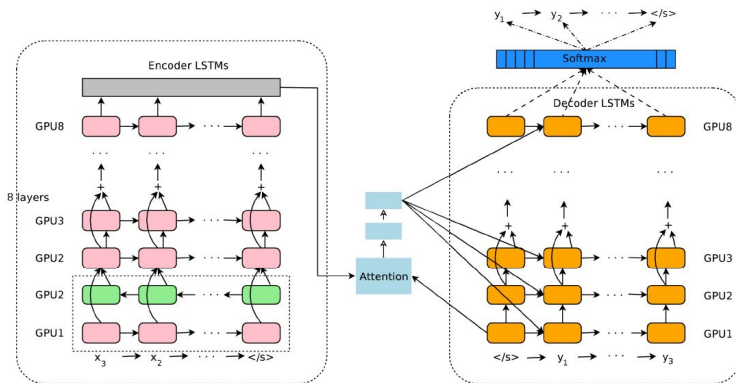 y₁ → y₂ → · · · → </s>
Softmax
Encoder LSTMs
Decoder LSTMs
GPU8
GPU8
8 layers
GPU3
GPU2
GPU2
GPU1
Attention
GPU3
GPU2
GPU1
x₃ → x₂ → · · · → </s>
</s> → y₁ → · · · → y₃